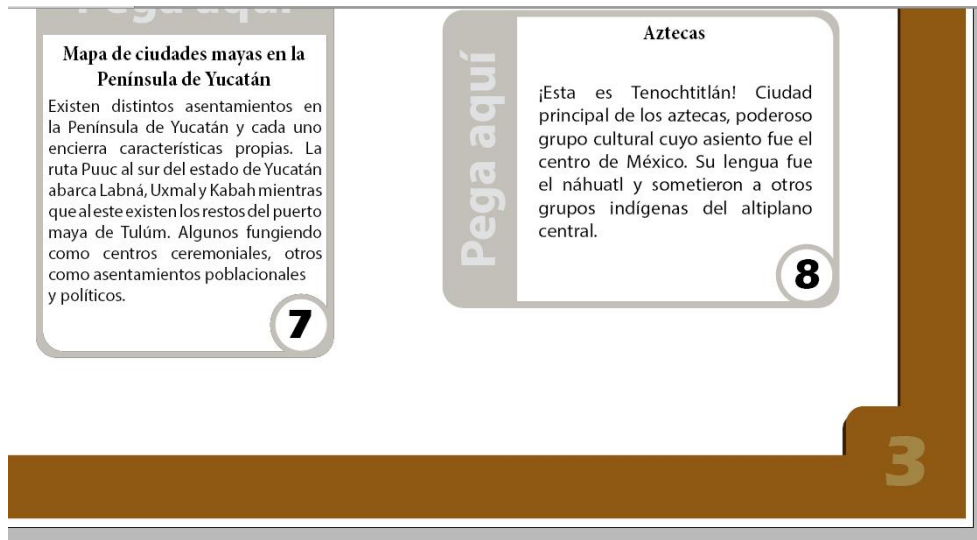 Pega aquí
Mapa de ciudades mayas en la
Península de Yucatán
Existen distintos asentamientos en
la Península de Yucatán y cada uno
encierra características propias. La
ruta Puuc al sur del estado de Yucatán
abarca Labná, Uxmal y Kabah mientras
que al este existen los restos del puerto
maya de Tulúm. Algunos fungiendo
como centros ceremoniales, otros
como asentamientos poblacionales
y políticos.
7
Pega aquí
Aztecas
¡Esta es Tenochtitlán! Ciudad
principal de los aztecas, poderoso
grupo cultural cuyo asiento fue el
centro de México. Su lengua fue
el náhuatl y sometieron a otros
grupos indígenas del altiplano
central.
8
3